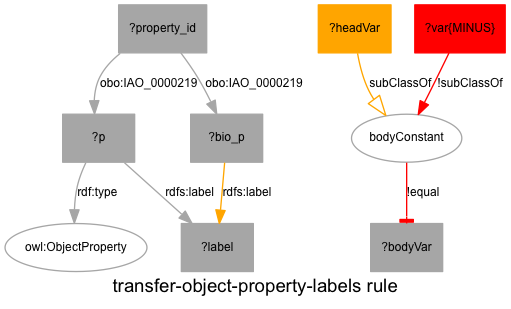 ?property_id
?headVar
?var{MINUS}
obo:IAO_0000219
obo:IAO_0000219
subClassOf
!subClassOf
?p
?bio_p
bodyConstant
rdf:type
rdfs:label
rdfs:label
!equal
owl:ObjectProperty
?label
?bodyVar
transfer-object-property-labels rule